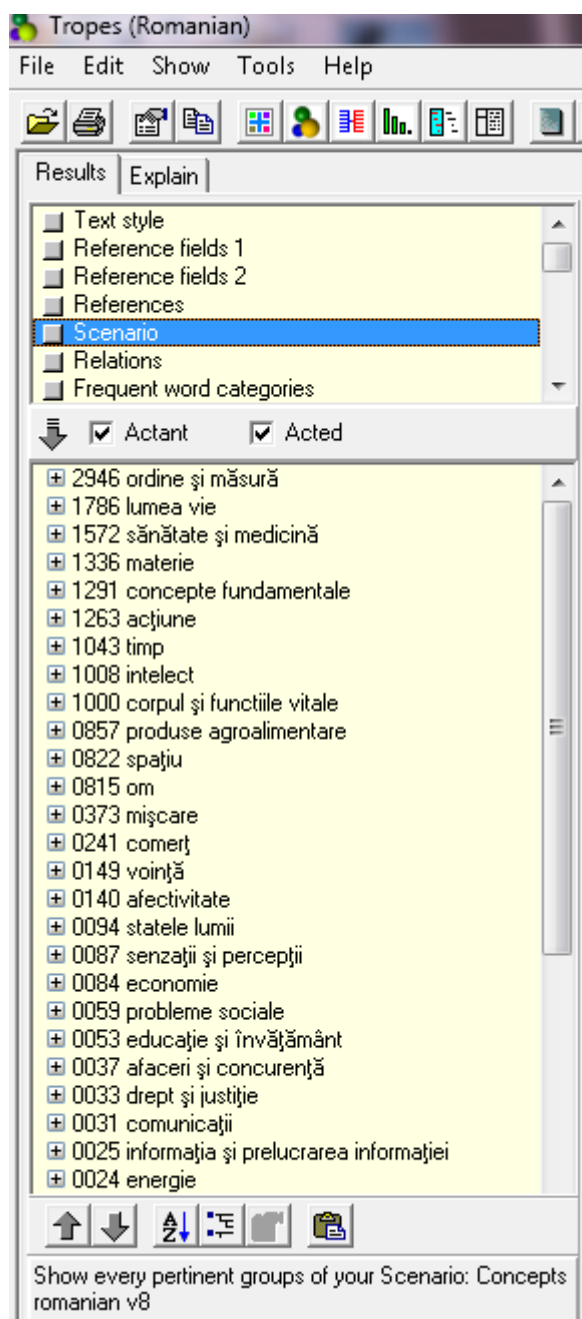 Tropes (Romanian)
File Edit Show Tools Help
Results Explain
Text style
Reference fields 1
Reference fields 2
References
Scenario
Relations
Frequent word categories
Actant Acted
2946 ordine şi măsură
1786 lumea vie
1572 sănătate şi medicină
1336 materie
1291 concepte fundamentale
1263 acţiune
1043 timp
1008 intelect
1000 corpul şi functiile vitale
0857 produse agroalimentare
0822 spaţiu
0815 om
0373 mişcare
0241 comerţ
0149 voinţă
0140 afectivitate
0094 statele lumii
0087 senzaţii şi percepţii
0084 economie
0059 probleme sociale
0053 educaţie şi învăţământ
0037 afaceri şi concurenţă
0033 drept şi justiţie
0031 comunicaţii
0025 informaţia şi prelucrarea informaţiei
0024 energie
Show every pertinent groups of your Scenario: Concepts
romanian v8